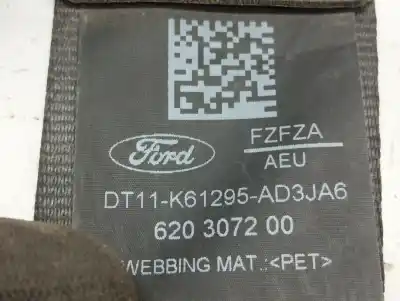 FZFZA
Ford
AEU
DT11-K61295-AD3JA6
620 3072 00
WEBBING MAT.:<PET>